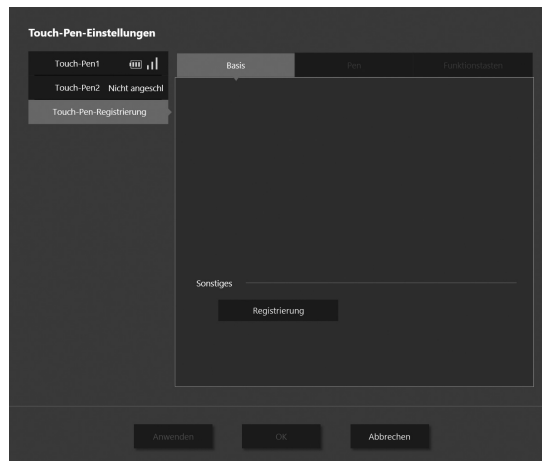 Touch-Pen-Einstellungen
Touch-Pen1
Touch-Pen2 Nicht angeschl
Touch-Pen-Registrierung
Basis Pen Funktionstasten
Sonstiges
Registrierung
Anwenden OK Abbrechen